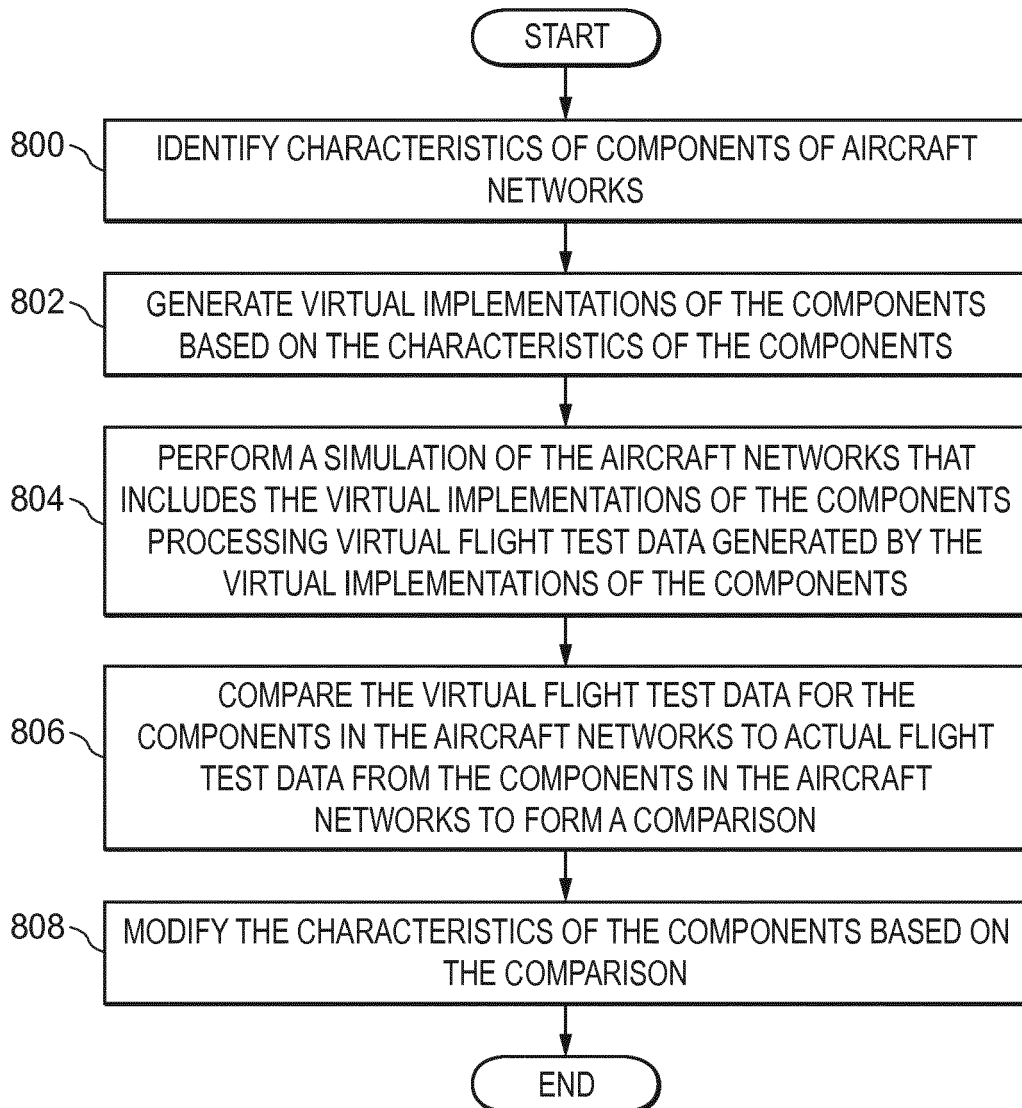 START
800
IDENTIFY CHARACTERISTICS OF COMPONENTS OF AIRCRAFT
NETWORKS
802
GENERATE VIRTUAL IMPLEMENTATIONS OF THE COMPONENTS
BASED ON THE CHARACTERISTICS OF THE COMPONENTS
804
PERFORM A SIMULATION OF THE AIRCRAFT NETWORKS THAT
INCLUDES THE VIRTUAL IMPLEMENTATIONS OF THE COMPONENTS
PROCESSING VIRTUAL FLIGHT TEST DATA GENERATED BY THE
VIRTUAL IMPLEMENTATIONS OF THE COMPONENTS
806
COMPARE THE VIRTUAL FLIGHT TEST DATA FOR THE
COMPONENTS IN THE AIRCRAFT NETWORKS TO ACTUAL FLIGHT
TEST DATA FROM THE COMPONENTS IN THE AIRCRAFT
NETWORKS TO FORM A COMPARISON
808
MODIFY THE CHARACTERISTICS OF THE COMPONENTS BASED ON
THE COMPARISON
END